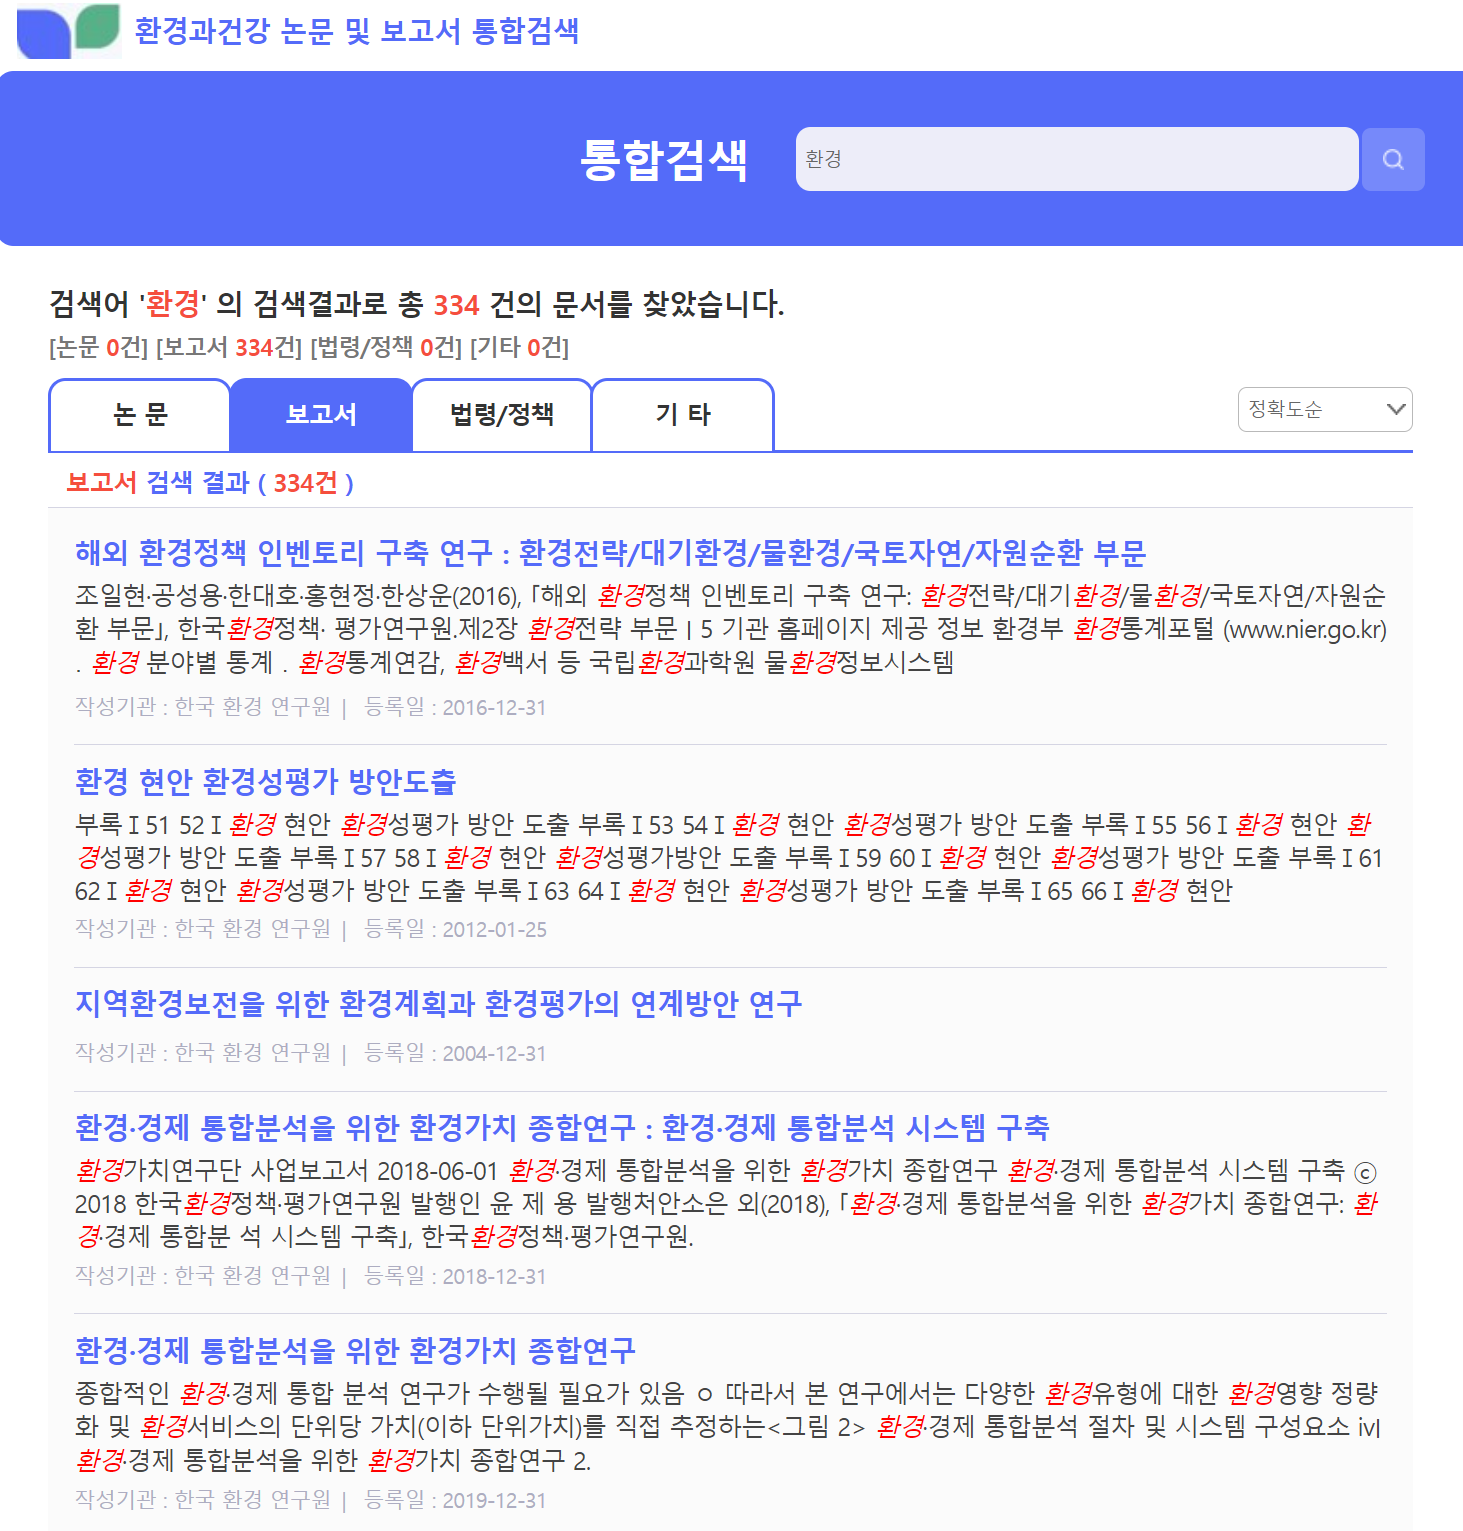 환경과건강 논문 및 보고서 통합검색
통합검색
환경
검색어 '환경' 의 검색결과로 총 334 건의 문서를 찾았습니다.
[논문 0건] [보고서 334건] [법령/정책 0건] [기타 0건]
논 문
보고서
법령/정책
기 타
정확도순
보고서 검색 결과 ( 334건 )
해외 환경정책 인벤토리 구축 연구 : 환경전략/대기환경/물환경/국토자연/자원순환 부문
조일현·공성용·한대호·홍현정·한상운(2016), ｢해외 환경정책 인벤토리 구축 연구: 환경전략/대기환경/물환경/국토자연/자원순
환 부문｣, 한국환경정책· 평가연구원.제2장 환경전략 부문 ∣ 5 기관 홈페이지 제공 정보 환경부 환경통계포털 (www.nier.go.kr)
. 환경 분야별 통계 . 환경통계연감, 환경백서 등 국립환경과학원 물환경정보시스템
작성기관 : 한국 환경 연구원 | 등록일 : 2016-12-31
환경 현안 환경성평가 방안도츨
부록 I 51 52 I 환경 현안 환경성평가 방안 도출 부록 I 53 54 I 환경 현안 환경성평가 방안 도출 부록 I 55 56 I 환경 현안 환
경성평가 방안 도출 부록 I 57 58 I 환경 현안 환경성평가방안 도출 부록 I 59 60 I 환경 현안 환경성평가 방안 도출 부록 I 61
62 I 환경 현안 환경성평가 방안 도출 부록 I 63 64 I 환경 현안 환경성평가 방안 도출 부록 I 65 66 I 환경 현안
작성기관 : 한국 환경 연구원 | 등록일 : 2012-01-25
지역환경보전을 위한 환경계획과 환경평가의 연계방안 연구
작성기관 : 한국 환경 연구원 | 등록일 : 2004-12-31
환경·경제 통합분석을 위한 환경가치 종합연구 : 환경·경제 통합분석 시스템 구축
환경가치연구단 사업보고서 2018-06-01 환경·경제 통합분석을 위한 환경가치 종합연구 환경·경제 통합분석 시스템 구축 ⓒ
2018 한국환경정책·평가연구원 발행인 윤 제 용 발행처안소은 외(2018), ｢환경·경제 통합분석을 위한 환경가치 종합연구: 환
경·경제 통합분 석 시스템 구축｣, 한국환경정책·평가연구원.
작성기관 : 한국 환경 연구원 | 등록일 : 2018-12-31
환경·경제 통합분석을 위한 환경가치 종합연구
종합적인 환경·경제 통합 분석 연구가 수행될 필요가 있음 ㅇ 따라서 본 연구에서는 다양한 환경유형에 대한 환경영향 정량
화 및 환경서비스의 단위당 가치(이하 단위가치)를 직접 추정하는<그림 2> 환경·경제 통합분석 절차 및 시스템 구성요소 iv∣
환경·경제 통합분석을 위한 환경가치 종합연구 2.
작성기관 : 한국 환경 연구원 | 등록일 : 2019-12-31